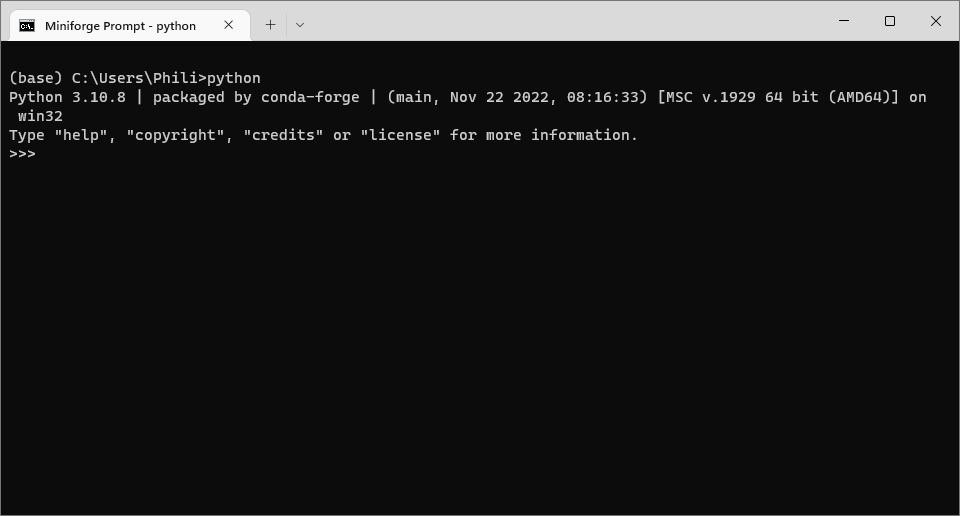 Miniforge Prompt - python
(base) C:\Users\Phili>python
Python 3.10.8 | packaged by conda-forge | (main, Nov 22 2022, 08:16:33) [MSC v.1929 64 bit (AMD64)] on
win32
Type "help", "copyright", "credits" or "license" for more information.
>>>